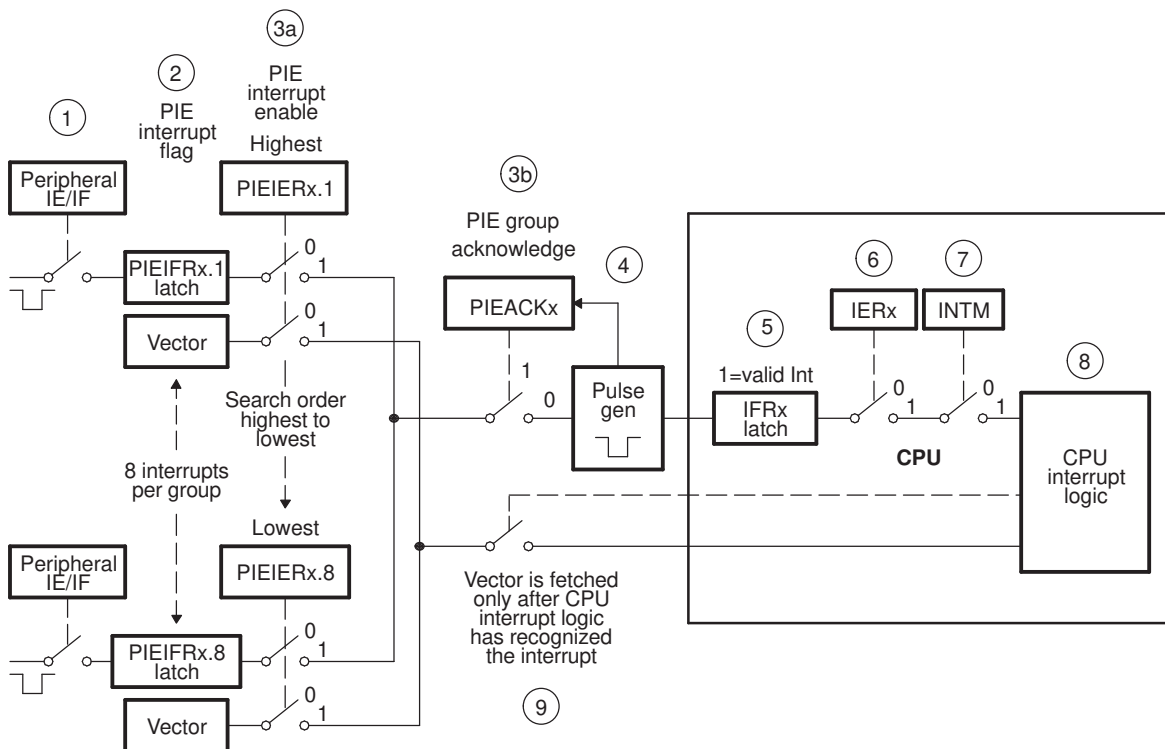 3a
2
PIE
interrupt
enable
1
PIE
interrupt
flag
Highest
3b
Peripheral
IE/IF
PIEIERx.1
PIE group
acknowledge
4
6
7
0
1
PIEIFRx.1
latch
PIEACKx
IERx
INTM
5
8
0
1
Vector
1=valid Int
1
0
Pulse
gen
IFRx
latch
0
1
0
1
Search order
highest to
lowest
CPU
CPU
interrupt
logic
8 interrupts
per group
Lowest
Peripheral
IE/IF
PIEIERx.8
Vector is fetched
only after CPU
interrupt logic
has recognized
the interrupt
0
1
PIEIFRx.8
latch
9
0
1
Vector